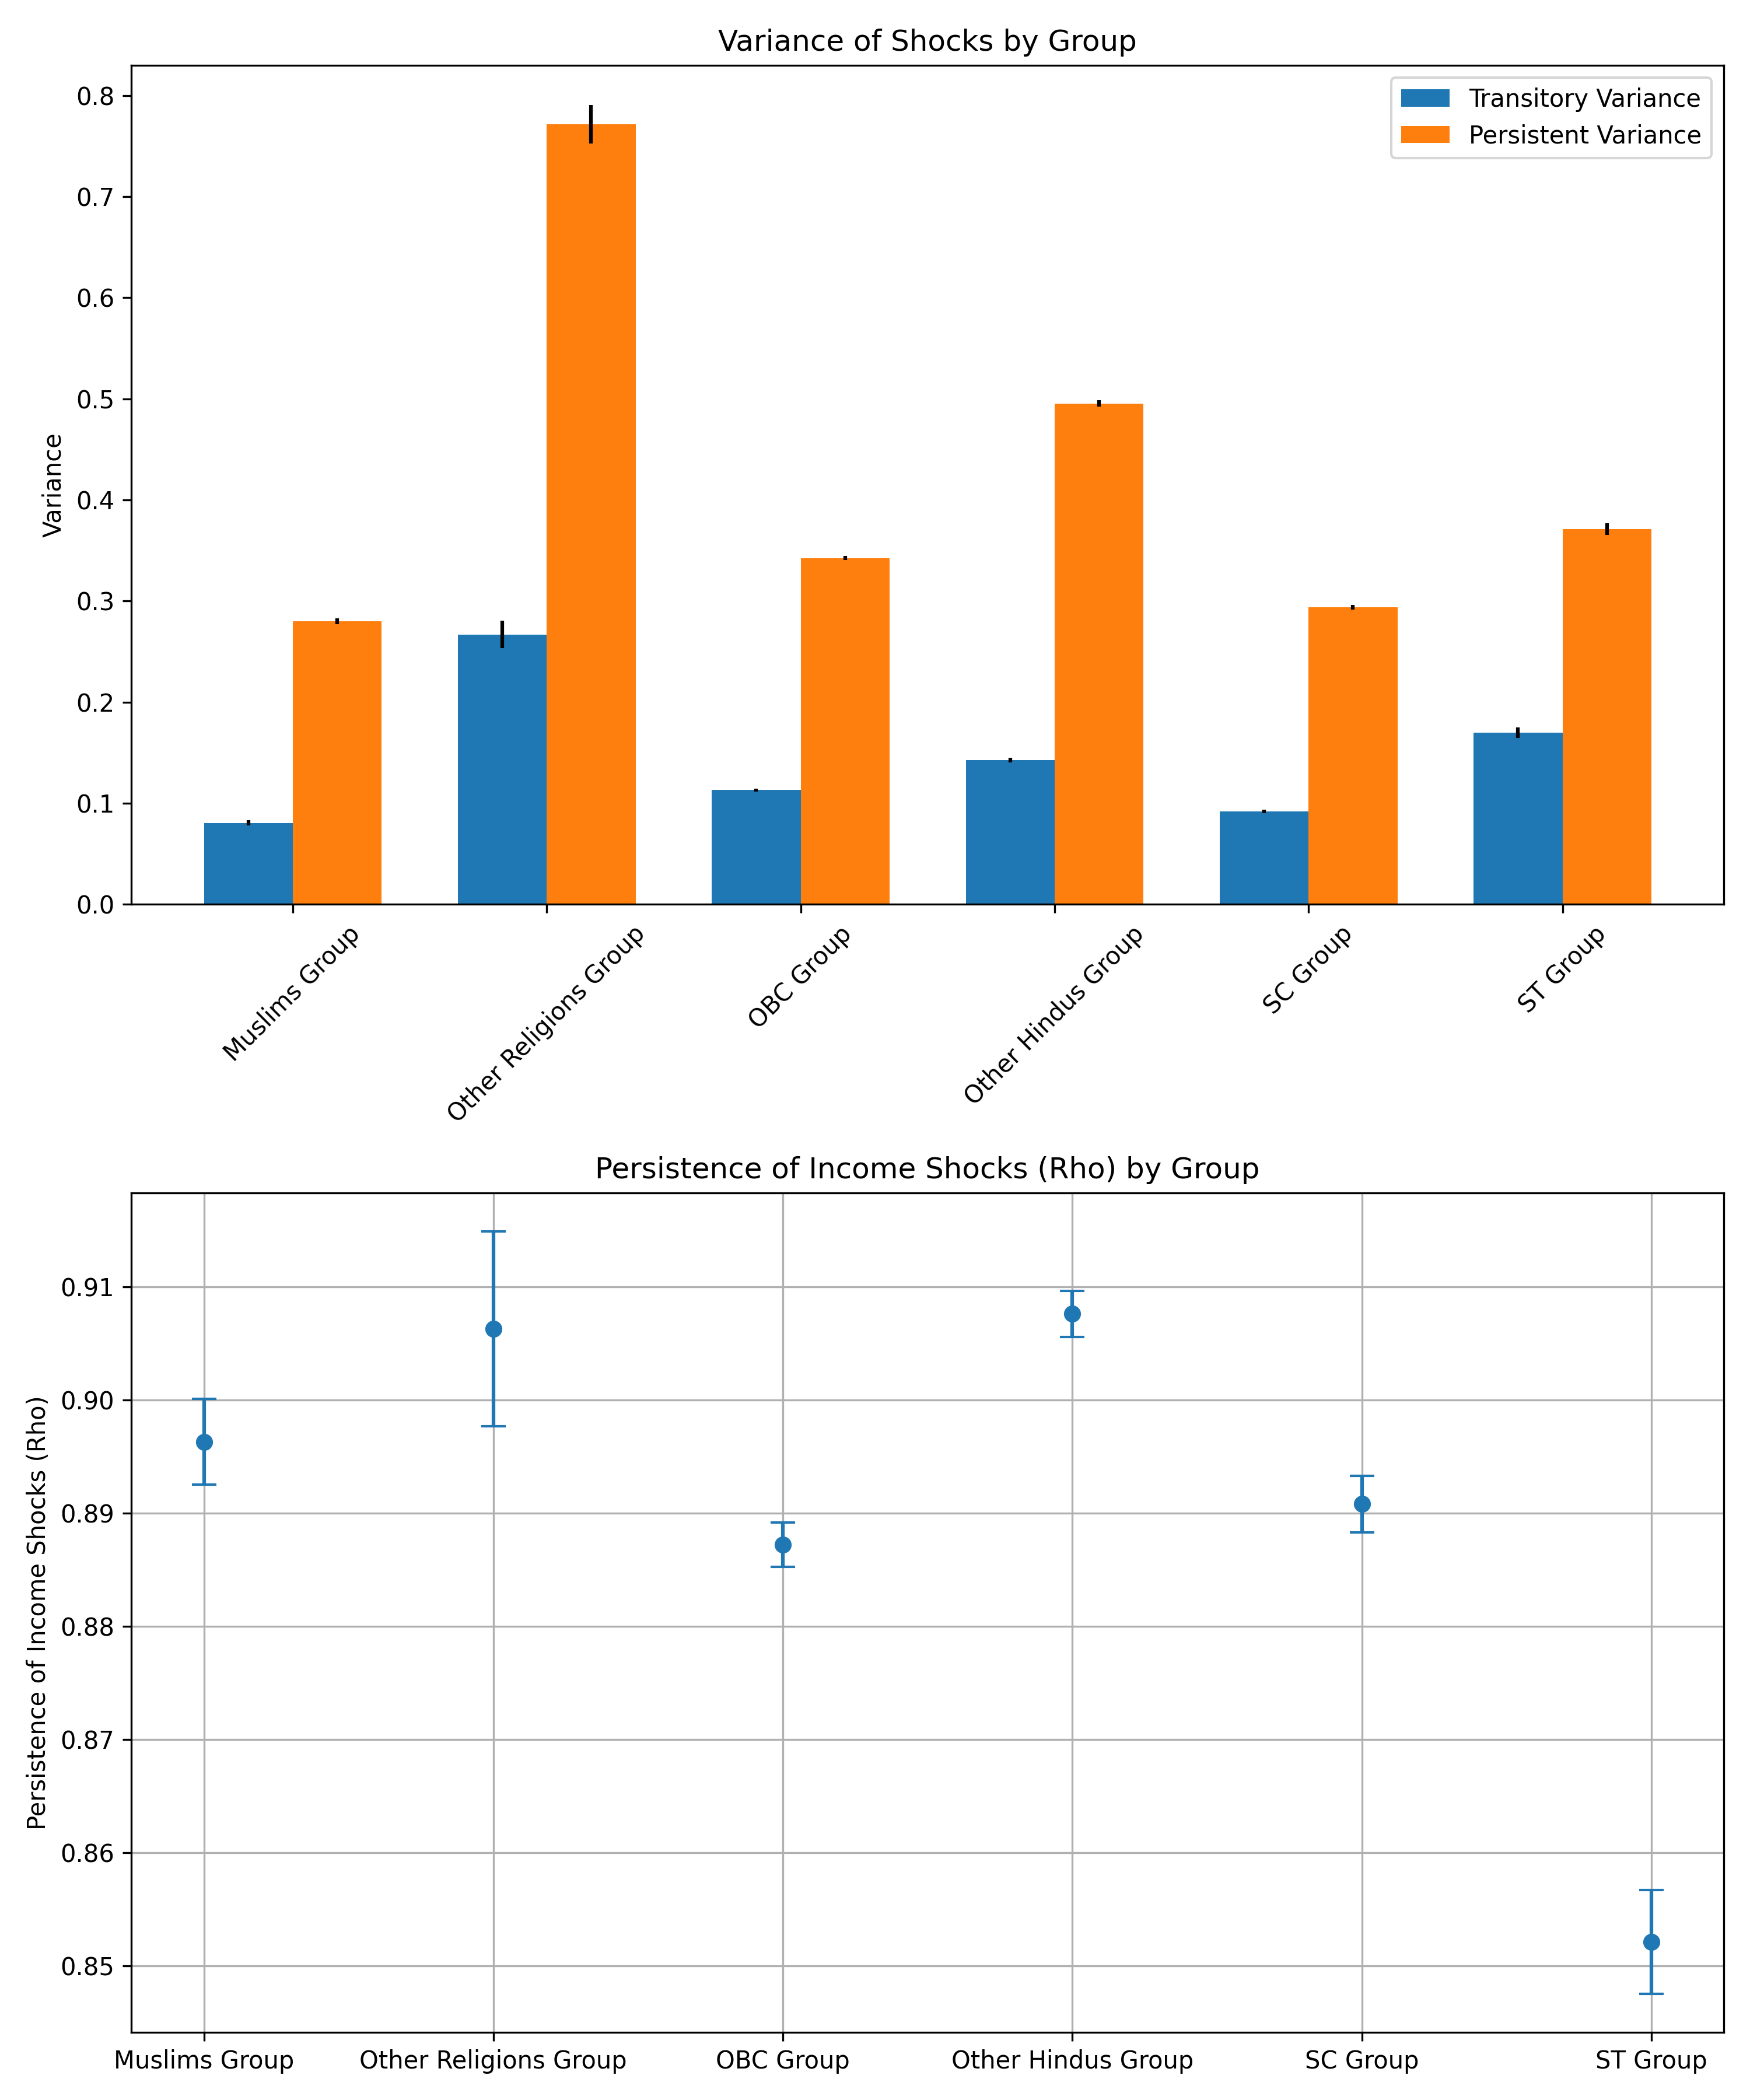 Variance of Shocks by Group
Transitory Variance
Persistent Variance
Variance
0.8
0.7
0.6
0.5
0.4
0.3
0.2
0.1
0.0
Muslims Group
Other Religions Group
OBC Group
Other Hindus Group
SC Group
ST Group
Persistence of Income Shocks (Rho) by Group
Persistence of Income Shocks (Rho)
0.91
0.90
0.89
0.88
0.87
0.86
0.85
Muslims Group
Other Religions Group
OBC Group
Other Hindus Group
SC Group
ST Group